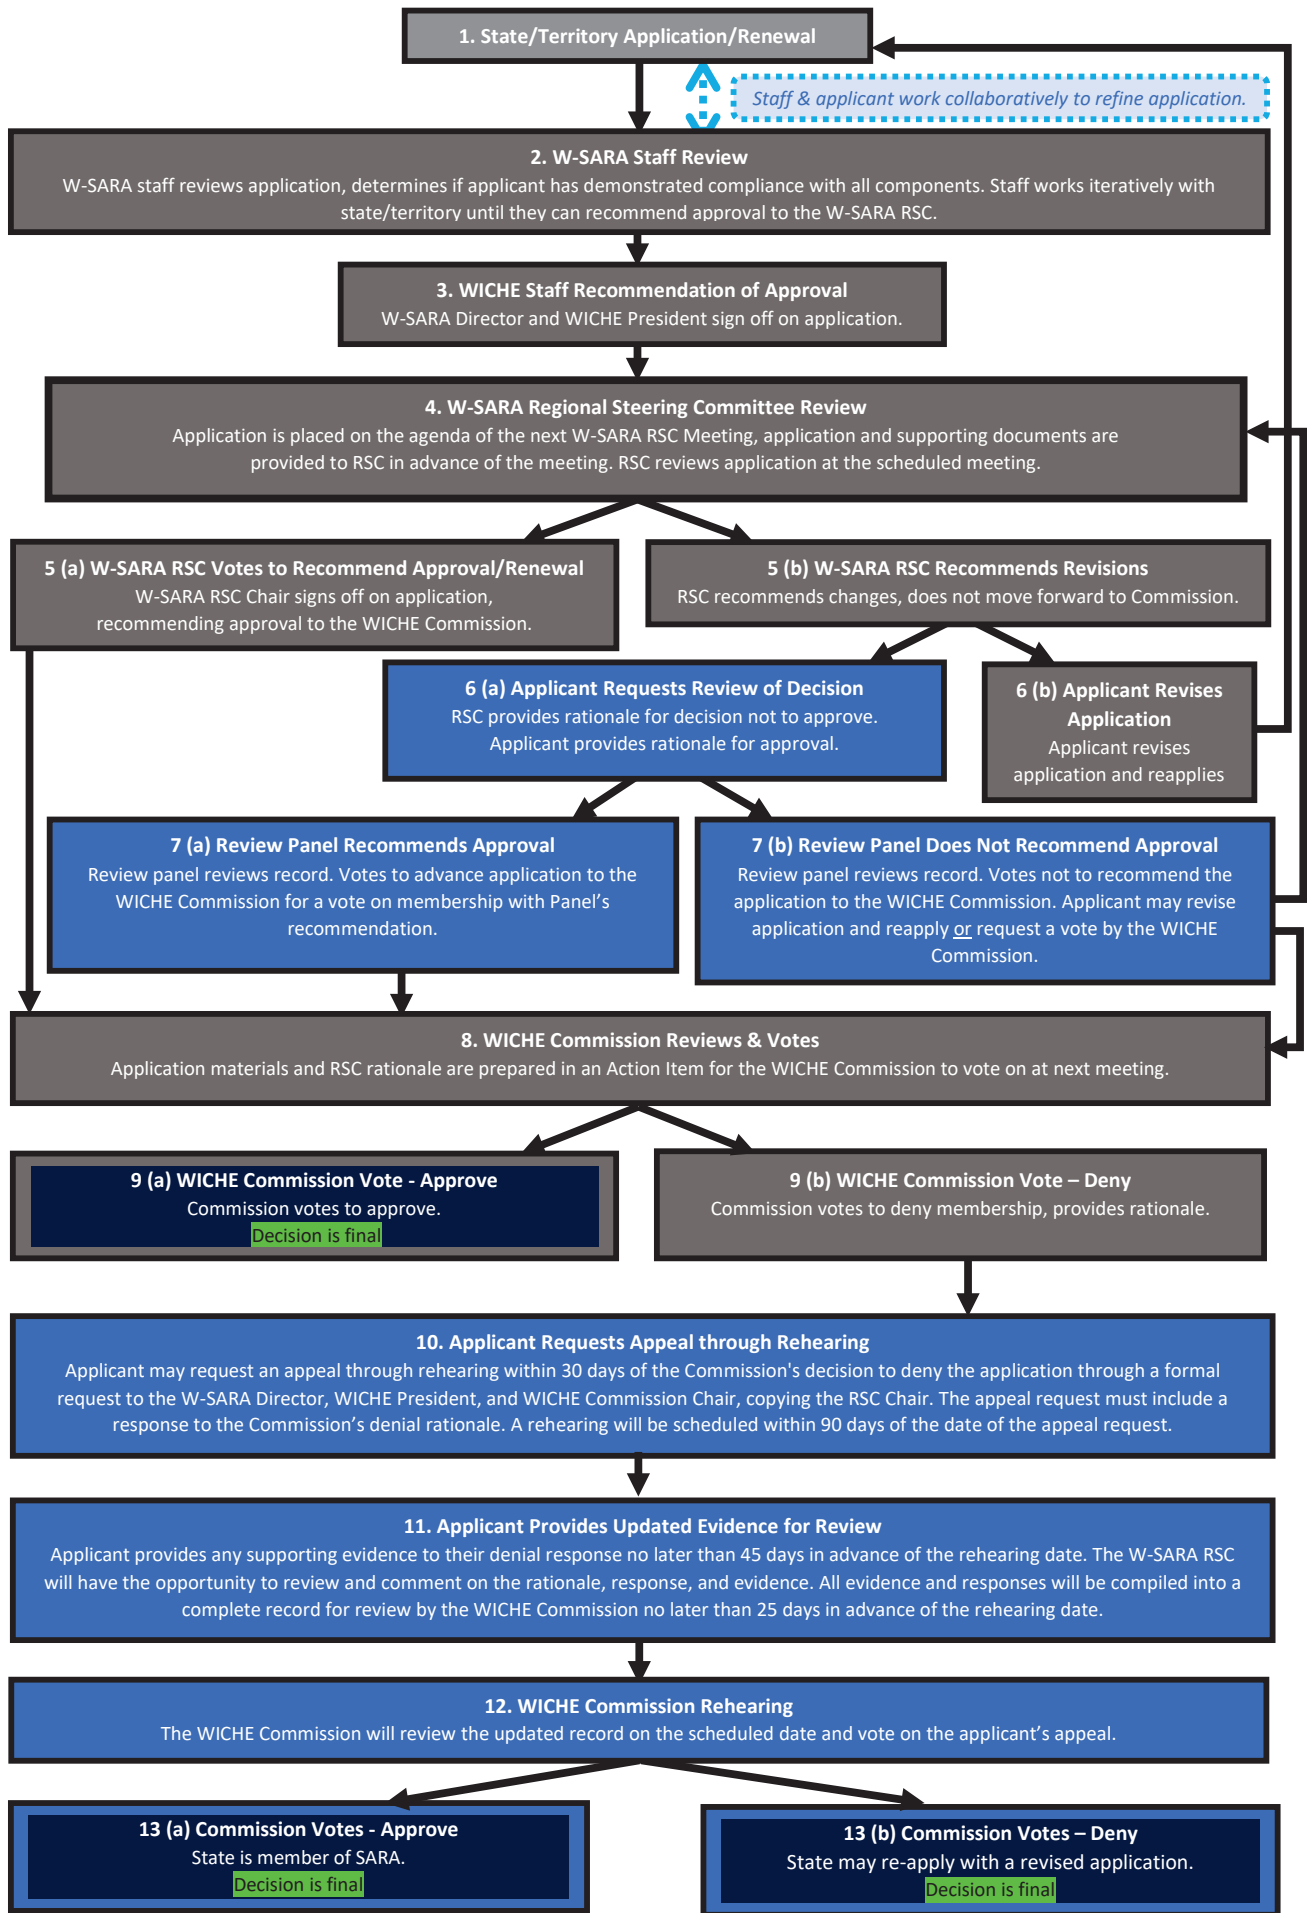 1. State/Territory Application/Renewal
Staff & applicant work collaboratively to refine application.
2. W-SARA Staff Review
W-SARA staff reviews application, determines if applicant has demonstrated compliance with all components. Staff works iteratively with
state/territory until they can recommend approval to the W-SARA RSC.
3. WICHE Staff Recommendation of Approval
W-SARA Director and WICHE President sign off on application.
4. W-SARA Regional Steering Committee Review
Application is placed on the agenda of the next W-SARA RSC Meeting, application and supporting documents are
provided to RSC in advance of the meeting. RSC reviews application at the scheduled meeting.
5 (a) W-SARA RSC Votes to Recommend Approval/Renewal
W-SARA RSC Chair signs off on application,
recommending approval to the WICHE Commission.
5 (b) W-SARA RSC Recommends Revisions
RSC recommends changes, does not move forward to Commission.
6 (a) Applicant Requests Review of Decision
RSC provides rationale for decision not to approve.
Applicant provides rationale for approval.
6 (b) Applicant Revises
Application
Applicant revises
application and reapplies
7 (a) Review Panel Recommends Approval
Review panel reviews record. Votes to advance application to the
WICHE Commission for a vote on membership with Panel's
recommendation.
7 (b) Review Panel Does Not Recommend Approval
Review panel reviews record. Votes not to recommend the
application to the WICHE Commission. Applicant may revise
application and reapply or request a vote by the WICHE
Commission.
8. WICHE Commission Reviews & Votes
Application materials and RSC rationale are prepared in an Action Item for the WICHE Commission to vote on at next meeting.
9 (a) WICHE Commission Vote - Approve
Commission votes to approve.
Decision is final
9 (b) WICHE Commission Vote – Deny
Commission votes to deny membership, provides rationale.
10. Applicant Requests Appeal through Rehearing
Applicant may request an appeal through rehearing within 30 days of the Commission's decision to deny the application through a formal
request to the W-SARA Director, WICHE President, and WICHE Commission Chair, copying the RSC Chair. The appeal request must include a
response to the Commission's denial rationale. A rehearing will be scheduled within 90 days of the date of the appeal request.
11. Applicant Provides Updated Evidence for Review
Applicant provides any supporting evidence to their denial response no later than 45 days in advance of the rehearing date. The W-SARA RSC
will have the opportunity to review and comment on the rationale, response, and evidence. All evidence and responses will be compiled into a
complete record for review by the WICHE Commission no later than 25 days in advance of the rehearing date.
12. WICHE Commission Rehearing
The WICHE Commission will review the updated record on the scheduled date and vote on the applicant's appeal.
13 (a) Commission Votes - Approve
State is member of SARA.
Decision is final
13 (b) Commission Votes – Deny
State may re-apply with a revised application.
Decision is final